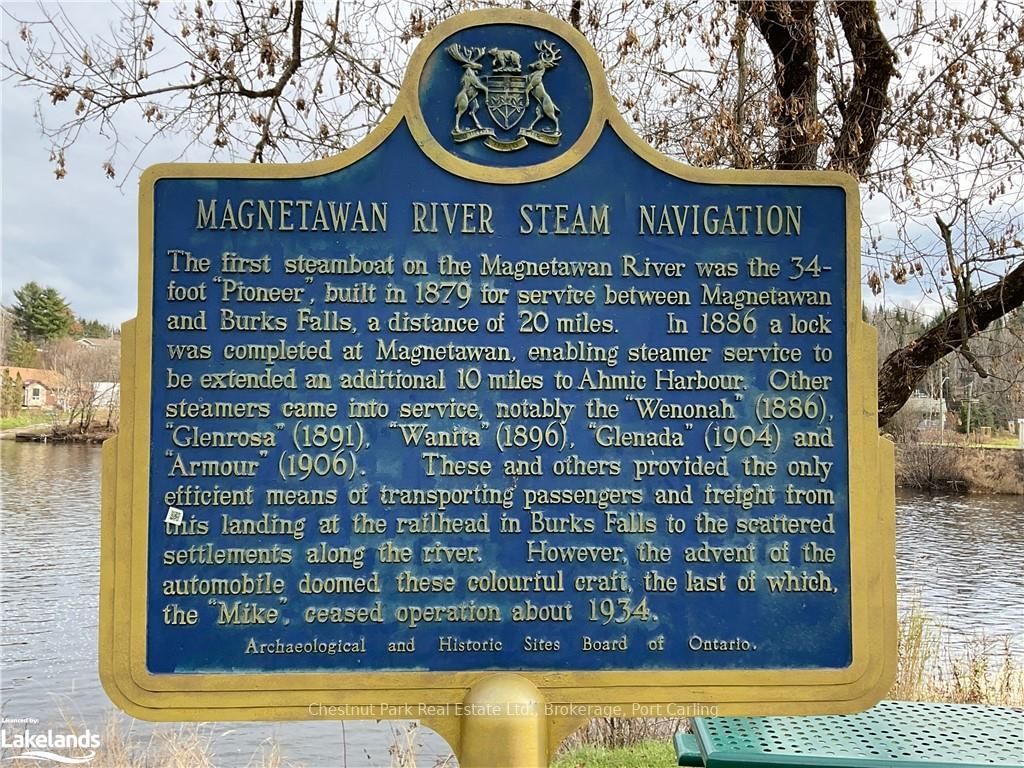 MAGNETAWAN RIVER STEAM NAVIGATION
The first steamboat on the Magnetawan River was the 34-
foot "Pioneer", built in 1879 for service between Magnetawan
and Burks Falls, a distance of 20 miles. In 1886 a lock
was completed at Magnetawan, enabling steamer service to
be extended an additional 10 miles to Ahmic Harbour. Other
steamers came into service, notably the "Wenonah" (1886),
"Glenrosa" (1891), "Wanita" (1896), "Glenada" (1904) and
"Armour" (1906). These and others provided the only
efficient means of transporting passengers and freight from
this landing at the railhead in Burks Falls to the scattered
settlements along the river. However, the advent of the
automobile doomed these colourful craft, the last of which,
the "Mike", ceased operation about 1934.
Archaeological and Historic Sites Board of Ontario.
Chestnut Park Real Estate Ltd., Brokerage, Port Carling
Licenced by:
Lakelands